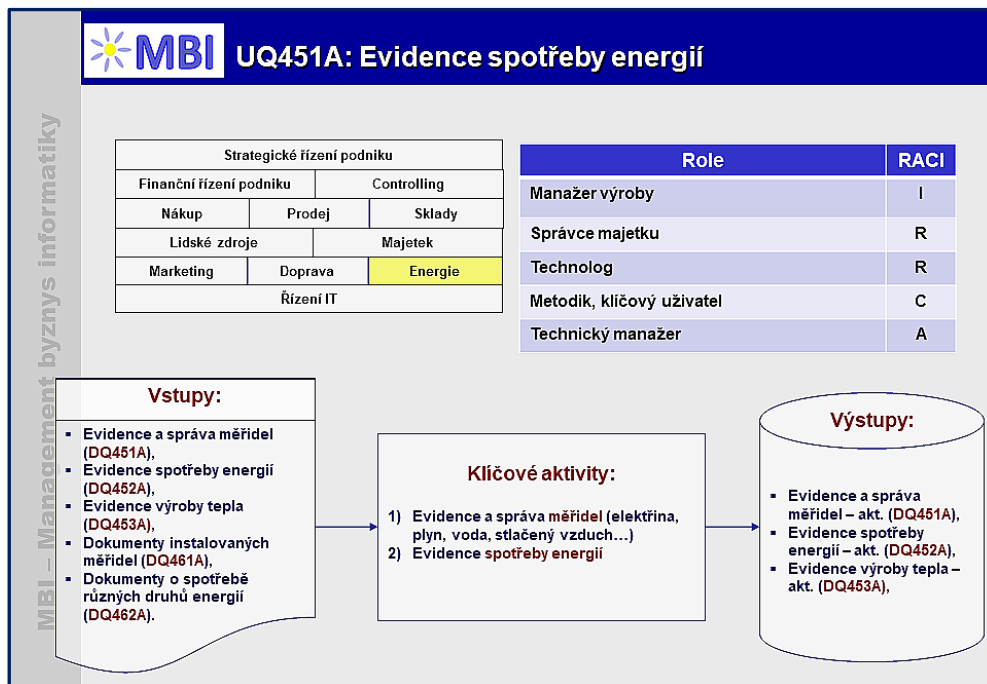 MBI
UQ451A: Evidence spotřeby energií
MBI – Management byznys informatiky
Strategické řízení podniku
Finanční řízení podniku
Controlling
Nákup
Prodej
Sklady
Lidské zdroje
Majetek
Marketing
Doprava
Energie
Řízení IT
Role
RACI
Manažer výroby
I
Správce majetku
R
Technolog
R
Metodik, klíčový uživatel
C
Technický manažer
A
Vstupy:
▪ Evidence a správa měřidel
(DQ451A),
▪ Evidence spotřeby energií
(DQ452A),
▪ Evidence výroby tepla
(DQ453A),
▪ Dokumenty instalovaných
měřidel (DQ461A),
▪ Dokumenty o spotřebě
různých druhů energií
(DQ462A).
Klíčové aktivity:
1) Evidence a správa měřidel (elektřina,
plyn, voda, stlačený vzduch...)
2) Evidence spotřeby energií
Výstupy:
▪ Evidence a správa
měřidel – akt. (DQ451A),
▪ Evidence spotřeby
energií – akt. (DQ452A),
▪ Evidence výroby tepla –
akt. (DQ453A),